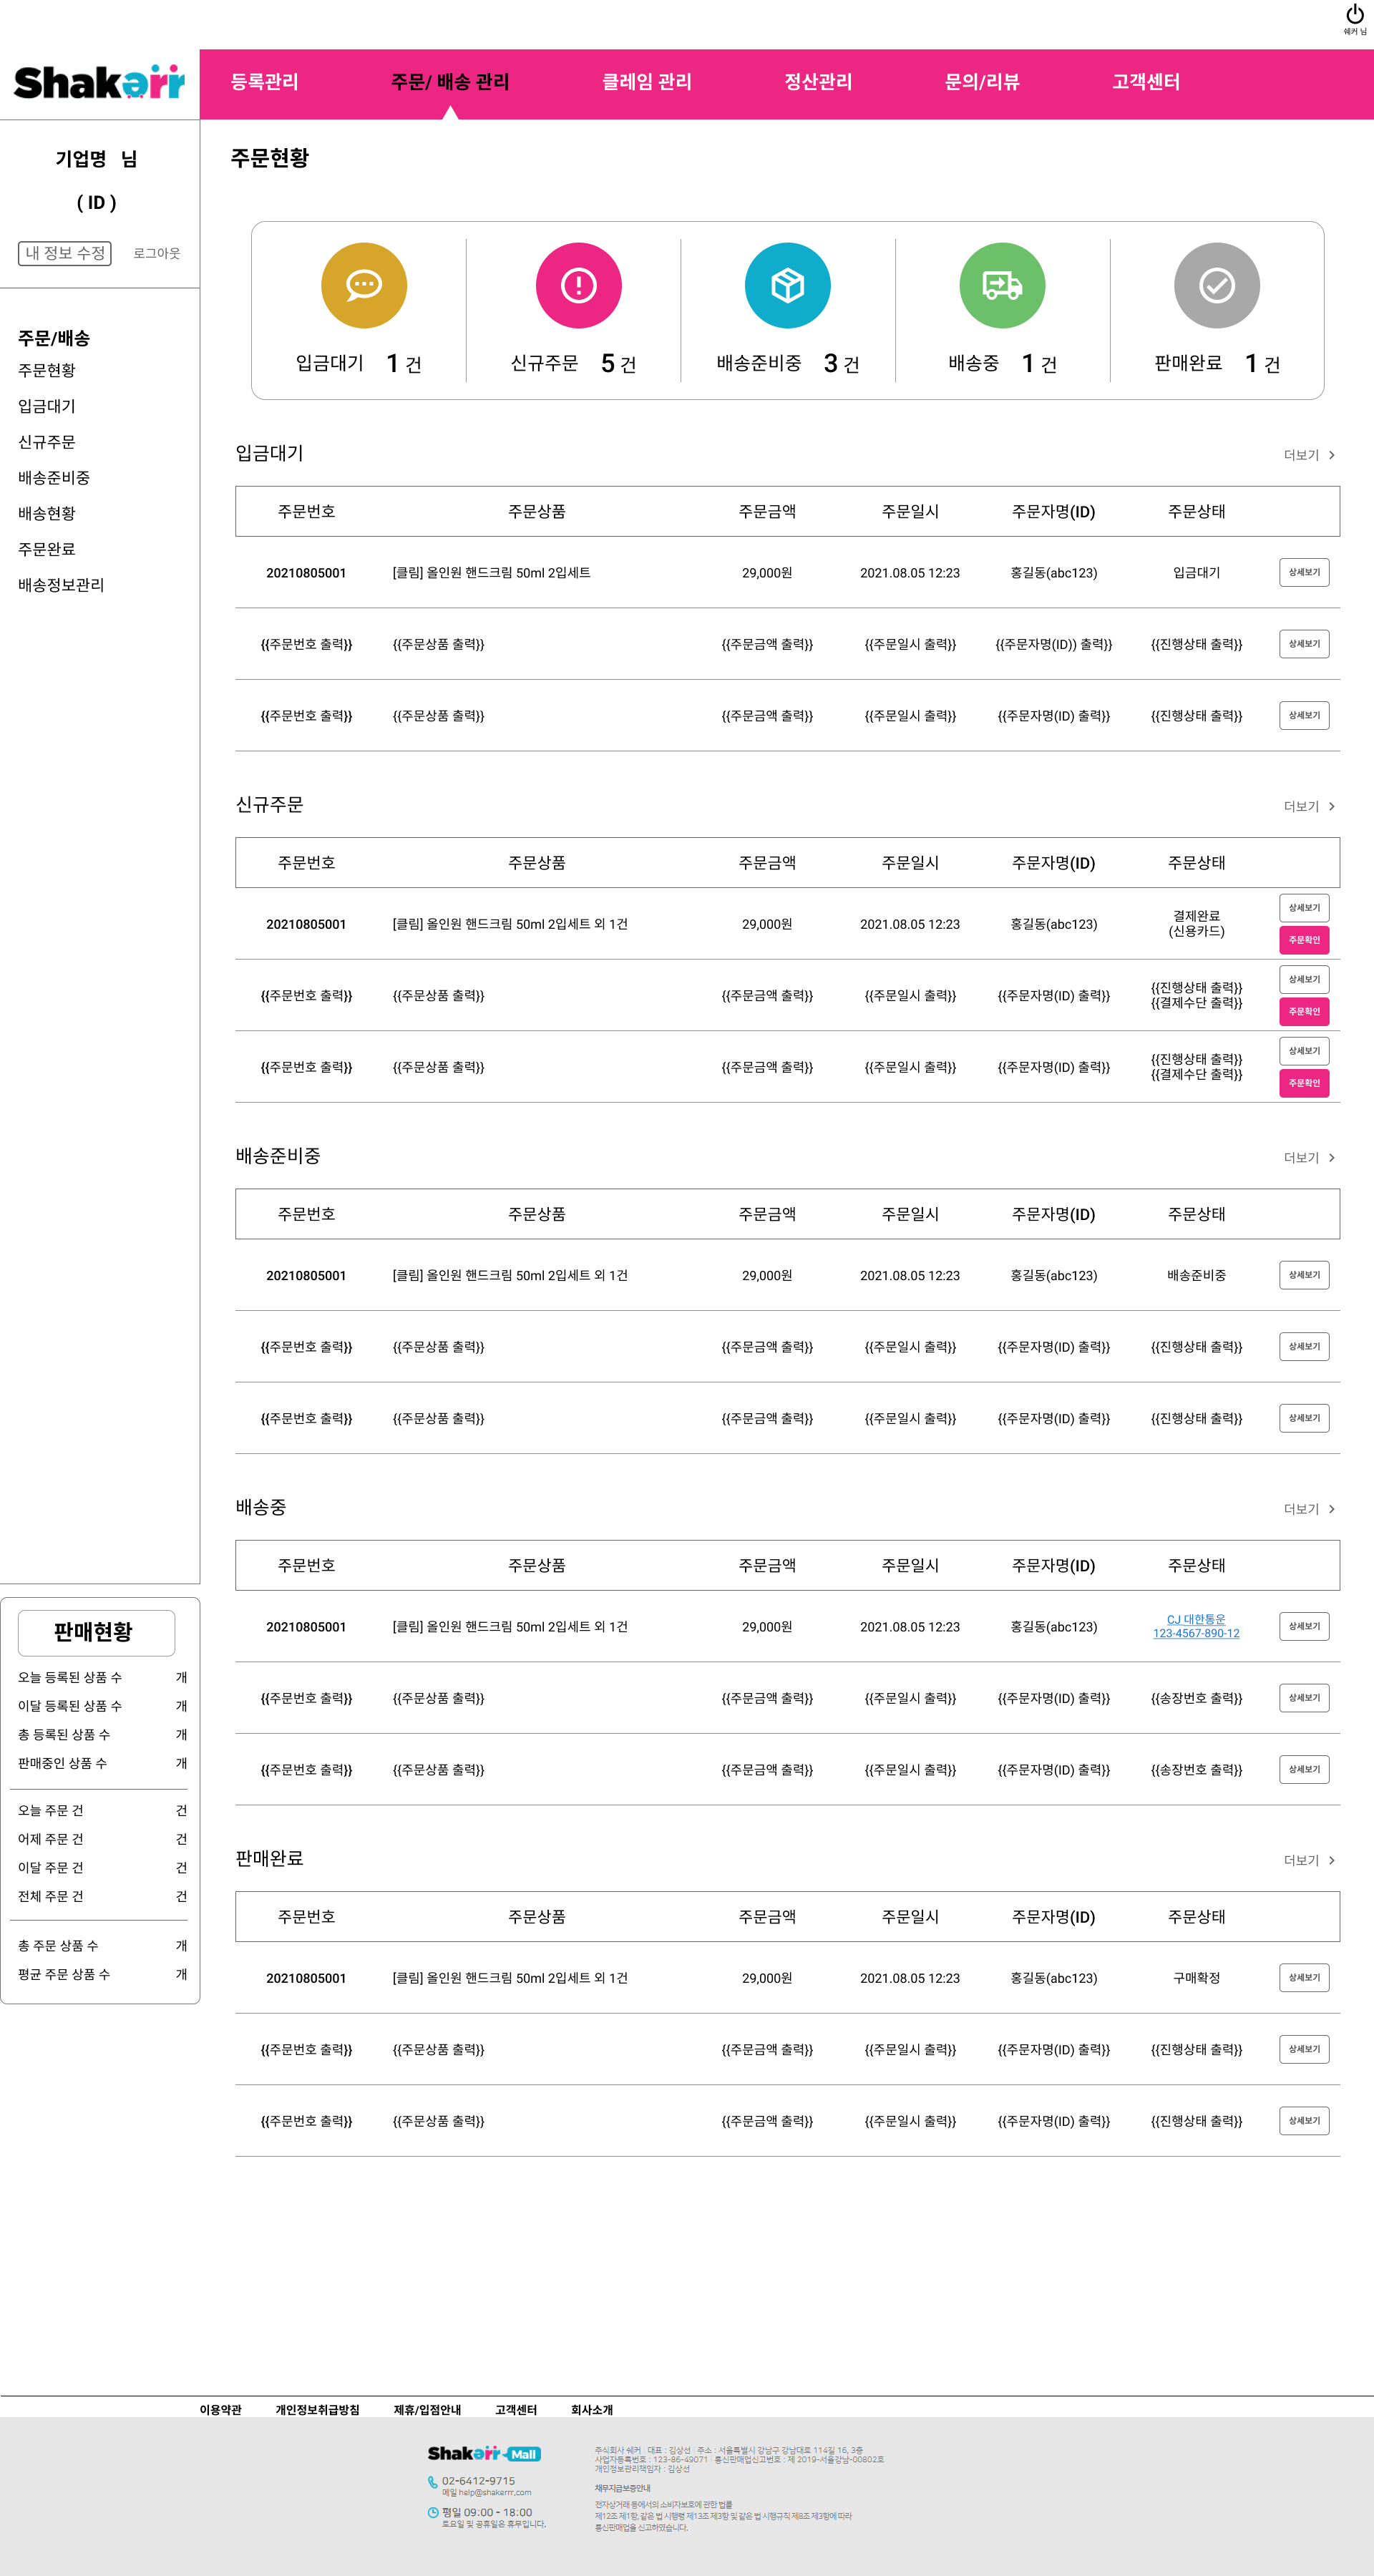 쉐커 님
Shakerr
등록관리 주문/ 배송 관리 클레임 관리 정산관리 문의/리뷰 고객센터
기업명 님
( ID )
내 정보 수정 로그아웃
주문/배송
주문현황
입금대기
신규주문
배송준비중
배송현황
주문완료
배송정보관리
주문현황
입금대기 1 건
신규주문 5 건
배송준비중 3 건
배송중 1 건
판매완료 1 건
입금대기 더보기 >
주문번호 주문상품 주문금액 주문일시 주문자명(ID) 주문상태
20210805001 [클림] 올인원 핸드크림 50ml 2입세트 29,000원 2021.08.05 12:23 홍길동(abc123) 입금대기 상세보기
{{주문번호 출력}} {{주문상품 출력}} {{주문금액 출력}} {{주문일시 출력}} {{주문자명(ID)) 출력}} {{진행상태 출력}} 상세보기
{{주문번호 출력}} {{주문상품 출력}} {{주문금액 출력}} {{주문일시 출력}} {{주문자명(ID) 출력}} {{진행상태 출력}} 상세보기
신규주문 더보기 >
주문번호 주문상품 주문금액 주문일시 주문자명(ID) 주문상태
20210805001 [클림] 올인원 핸드크림 50ml 2입세트 외 1건 29,000원 2021.08.05 12:23 홍길동(abc123) 결제완료 상세보기
(신용카드) 주문확인
{{주문번호 출력}} {{주문상품 출력}} {{주문금액 출력}} {{주문일시 출력}} {{주문자명(ID) 출력}} {{진행상태 출력}} 상세보기
{{결제수단 출력}} 주문확인
{{주문번호 출력}} {{주문상품 출력}} {{주문금액 출력}} {{주문일시 출력}} {{주문자명(ID) 출력}} {{진행상태 출력}} 상세보기
{{결제수단 출력}} 주문확인
배송준비중 더보기 >
주문번호 주문상품 주문금액 주문일시 주문자명(ID) 주문상태
20210805001 [클림] 올인원 핸드크림 50ml 2입세트 외 1건 29,000원 2021.08.05 12:23 홍길동(abc123) 배송준비중 상세보기
{{주문번호 출력}} {{주문상품 출력}} {{주문금액 출력}} {{주문일시 출력}} {{주문자명(ID) 출력}} {{진행상태 출력}} 상세보기
{{주문번호 출력}} {{주문상품 출력}} {{주문금액 출력}} {{주문일시 출력}} {{주문자명(ID) 출력}} {{진행상태 출력}} 상세보기
배송중 더보기 >
주문번호 주문상품 주문금액 주문일시 주문자명(ID) 주문상태
20210805001 [클림] 올인원 핸드크림 50ml 2입세트 외 1건 29,000원 2021.08.05 12:23 홍길동(abc123) CJ 대한통운 상세보기
123-4567-890-12
{{주문번호 출력}} {{주문상품 출력}} {{주문금액 출력}} {{주문일시 출력}} {{주문자명(ID) 출력}} {{송장번호 출력}} 상세보기
{{주문번호 출력}} {{주문상품 출력}} {{주문금액 출력}} {{주문일시 출력}} {{주문자명(ID) 출력}} {{송장번호 출력}} 상세보기
판매완료 더보기 >
주문번호 주문상품 주문금액 주문일시 주문자명(ID) 주문상태
20210805001 [클림] 올인원 핸드크림 50ml 2입세트 외 1건 29,000원 2021.08.05 12:23 홍길동(abc123) 구매확정 상세보기
{{주문번호 출력}} {{주문상품 출력}} {{주문금액 출력}} {{주문일시 출력}} {{주문자명(ID) 출력}} {{진행상태 출력}} 상세보기
{{주문번호 출력}} {{주문상품 출력}} {{주문금액 출력}} {{주문일시 출력}} {{주문자명(ID) 출력}} {{진행상태 출력}} 상세보기
판매현황
오늘 등록된 상품 수 개
이달 등록된 상품 수 개
총 등록된 상품 수 개
판매중인 상품 수 개
오늘 주문 건 건
어제 주문 건 건
이달 주문 건 건
전체 주문 건 건
총 주문 상품 수 개
평균 주문 상품 수 개
이용약관 개인정보취급방침 제휴/입점안내 고객센터 회사소개
Shakerr Mall
02-6412-9715
메일 help@shakerrr.com
평일 09:00 - 18:00
토요일 및 공휴일은 휴무입니다.
주식회사 쉐커 | 대표 : 김상선 | 주소 : 서울특별시 강남구 강남대로 114길 16, 3층
사업자등록번호 : 123-86-49071 | 통신판매업신고번호 : 제 2019-서울강남-00802호
개인정보관리책임자 : 김상선
채무지급보증안내
전자상거래 등에서의 소비자보호에 관한 법률
제12조 제1항, 같은 법 시행령 제13조 제3항 및 같은 법 시행규칙 제8조 제3항에 따라
통신판매업을 신고하였습니다.